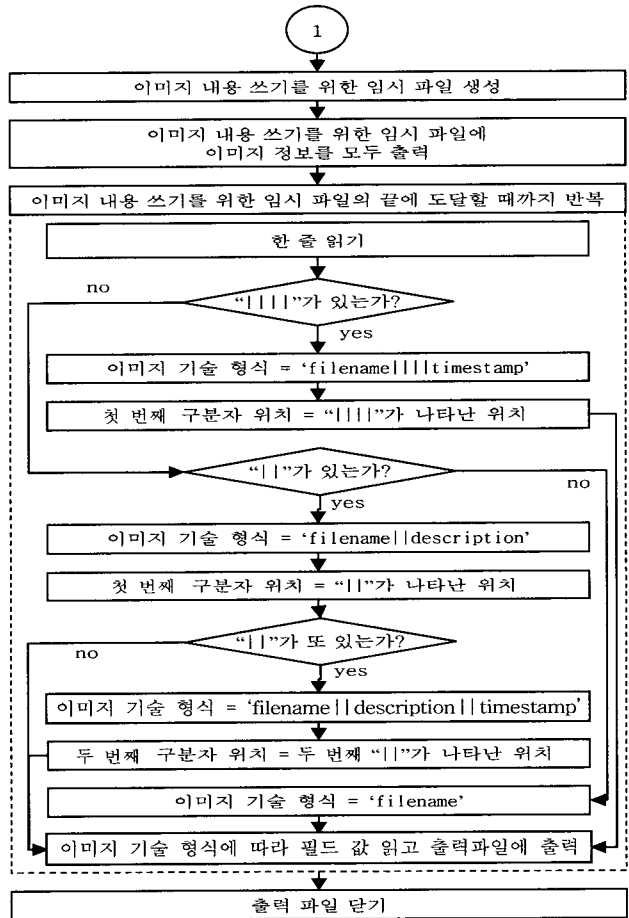 1
이미지 내용 쓰기를 위한 임시 파일 생성
이미지 내용 쓰기를 위한 임시 파일에
이미지 정보를 모두 출력
이미지 내용 쓰기를 위한 임시 파일의 끝에 도달할 때까지 반복
한 줄 읽기
no
“||||”가 있는가?
yes
이미지 기술 형식 = ‘filename||||timestamp’
첫 번째 구분자 위치 = “||||”가 나타난 위치
“||”가 있는가?
no
yes
이미지 기술 형식 = ‘filename||description’
첫 번째 구분자 위치 = “||”가 나타난 위치
“||”가 또 있는가?
no
yes
이미지 기술 형식 = ‘filename||description||timestamp’
두 번째 구분자 위치 = 두 번째 “||”가 나타난 위치
이미지 기술 형식 = ‘filename’
이미지 기술 형식에 따라 필드 값 읽고 출력파일에 출력
출력 파일 닫기